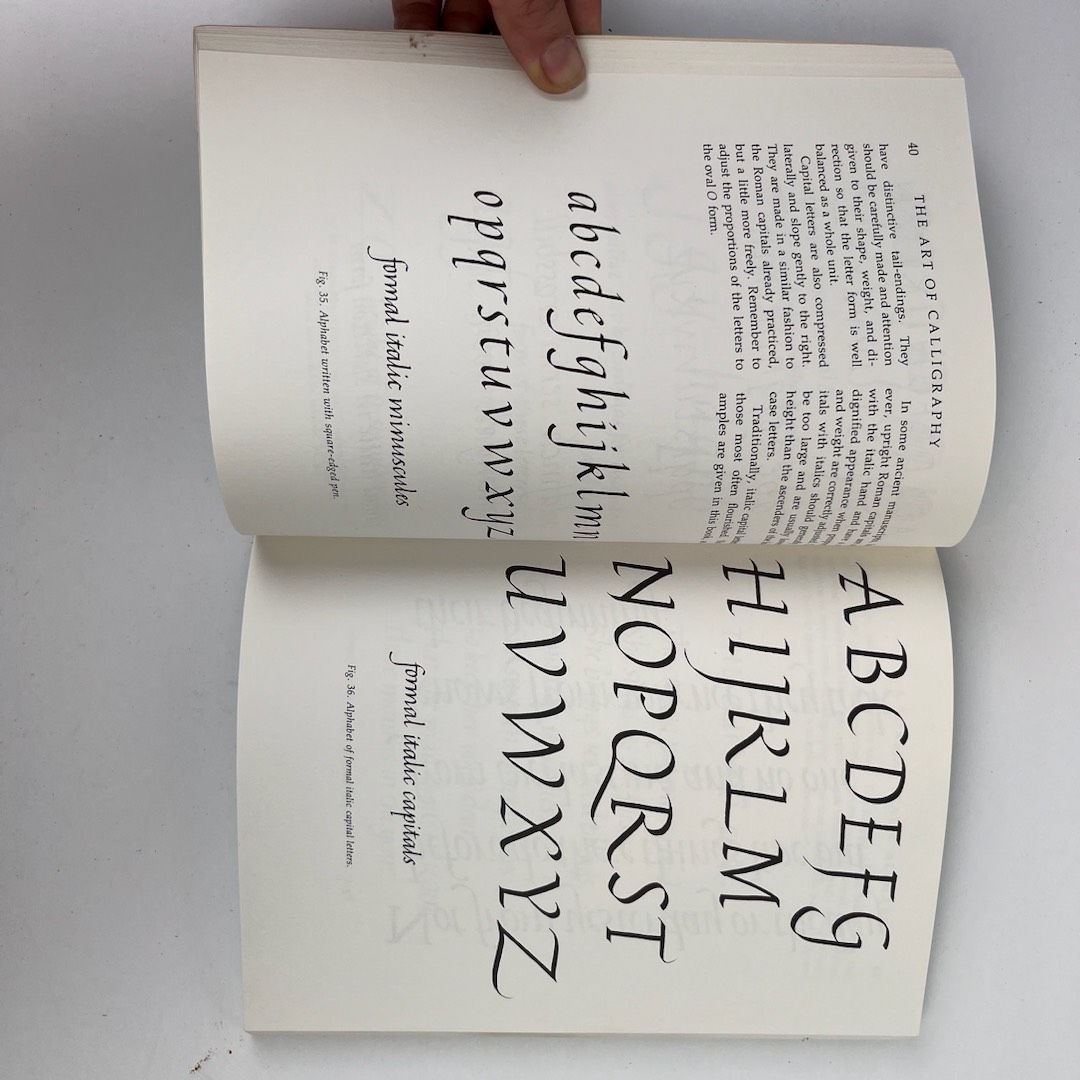 40 THE ART OF CALLIGRAPHY
have distinctive tail-endings. They
should be carefully made and attention
given to their shape, weight, and di-
rection so that the letter form is well
balanced as a whole unit.
Capital letters are also compressed
laterally and slope gently to the right.
They are made in a similar fashion to
the Roman capitals already practiced,
but a little more freely. Remember to
adjust the proportions of the letters to
the oval O form.
In some ancient
ever, upright Roman
with the italic hand and
dignified appearance
and weight are correctly
itals with italics should
be too large and are usually
height than the ascenders of
case letters.
Traditionally, italic capital
those most often flourished
amples are given in this book
abcdefghijklmn
opqrstuvwxyz
formal italic minuscules
Fig. 35. Alphabet written with square-edged pen.
ABCDEFG
HIJKLM
NOPQRST
UVWXYZ
formal italic capitals
Fig. 36. Alphabet of formal italic capital letters.